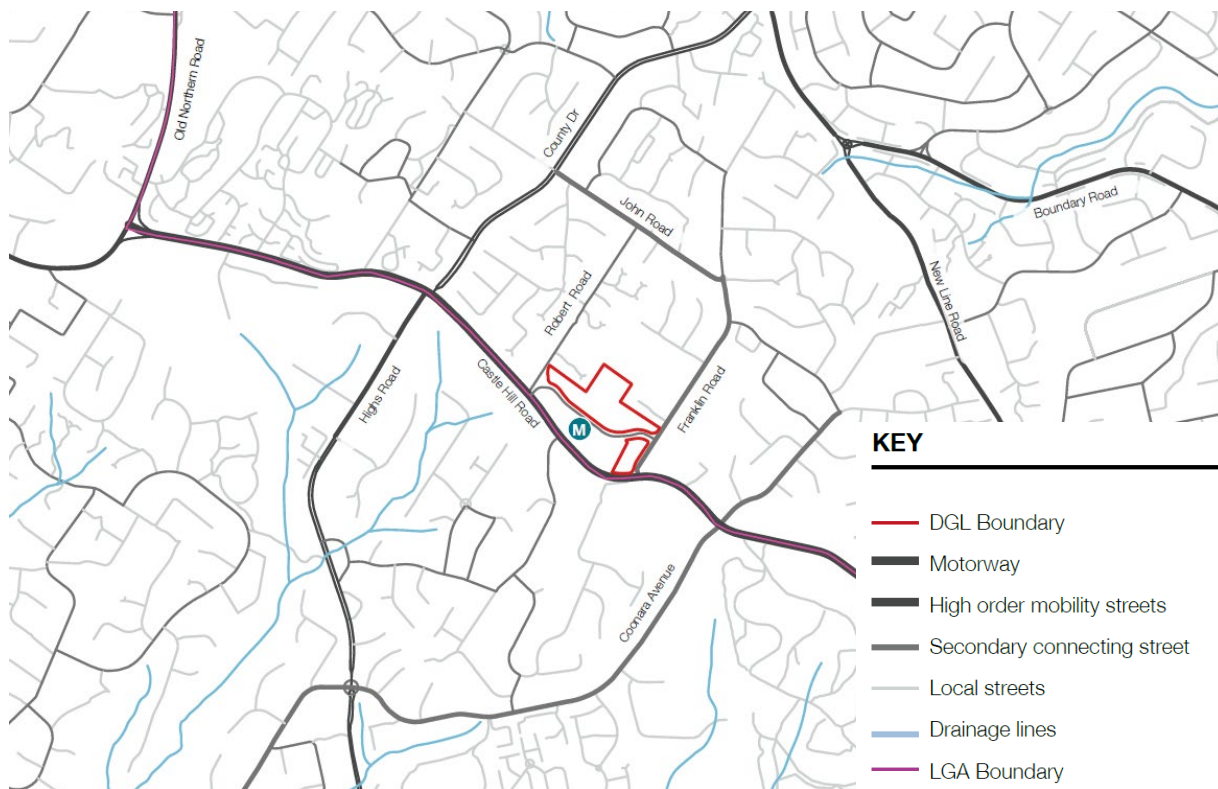 Old Northern Road
County Dr
John Road
Boundary Road
New Line Road
Robert Road
Highs Road
Castle Hill Road
Franklin Road
M
Coonara Avenue
KEY
DGL Boundary
Motorway
High order mobility streets
Secondary connecting street
Local streets
Drainage lines
LGA Boundary